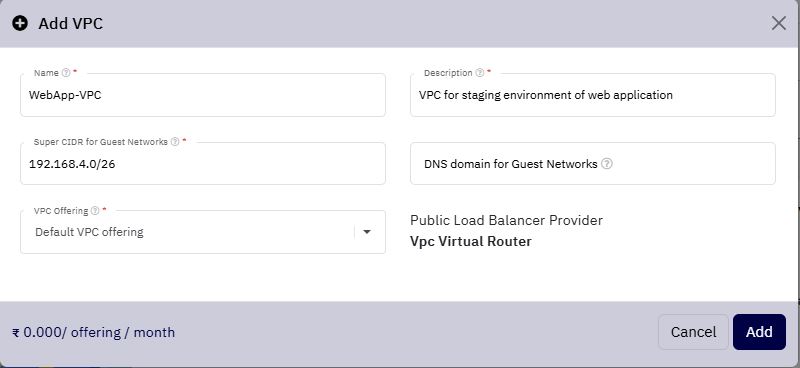 Add VPC
Name ? *
WebApp-VPC
Description ? *
VPC for staging environment of web application
Super CIDR for Guest Networks ? *
192.168.4.0/26
DNS domain for Guest Networks ?
VPC Offering ? *
Default VPC offering
Public Load Balancer Provider
Vpc Virtual Router
₹ 0.000/ offering / month
Cancel
Add